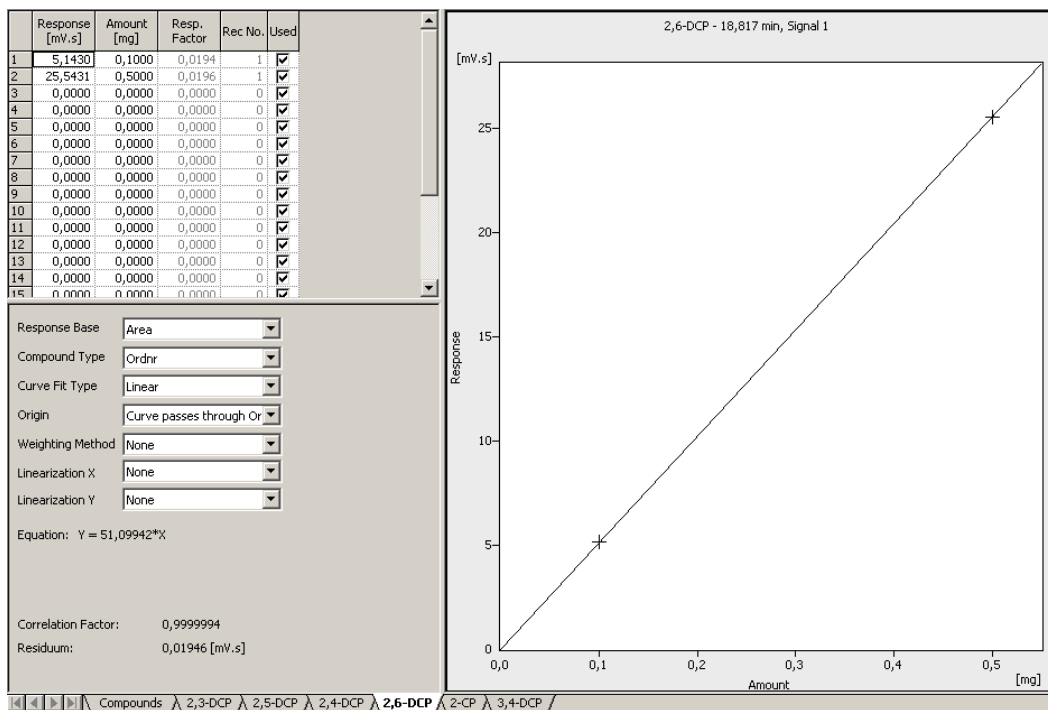 Response [mV.s] Amount [mg] Resp. Factor Rec No. Used
1 5,1430 0,1000 0,0194 1
2 25,5431 0,5000 0,0196 1
3 0,0000 0,0000 0,0000 0
4 0,0000 0,0000 0,0000 0
5 0,0000 0,0000 0,0000 0
6 0,0000 0,0000 0,0000 0
7 0,0000 0,0000 0,0000 0
8 0,0000 0,0000 0,0000 0
9 0,0000 0,0000 0,0000 0
10 0,0000 0,0000 0,0000 0
11 0,0000 0,0000 0,0000 0
12 0,0000 0,0000 0,0000 0
13 0,0000 0,0000 0,0000 0
14 0,0000 0,0000 0,0000 0
15 0,0000 0,0000 0,0000 0
Response Base Area
Compound Type Ordnr
Curve Fit Type Linear
Origin Curve passes through Or
Weighting Method None
Linearization X None
Linearization Y None
Equation: Y = 51,09942*X
Correlation Factor: 0,9999994
Residuum: 0,01946 [mV.s]
2,6-DCP - 18,817 min, Signal 1
[mV.s]
25
20
15
10
5
0
Response
0,0 0,1 0,2 0,3 0,4 0,5
Amount
[mg]
Compounds 2,3-DCP 2,5-DCP 2,4-DCP 2,6-DCP 2-CP 3,4-DCP